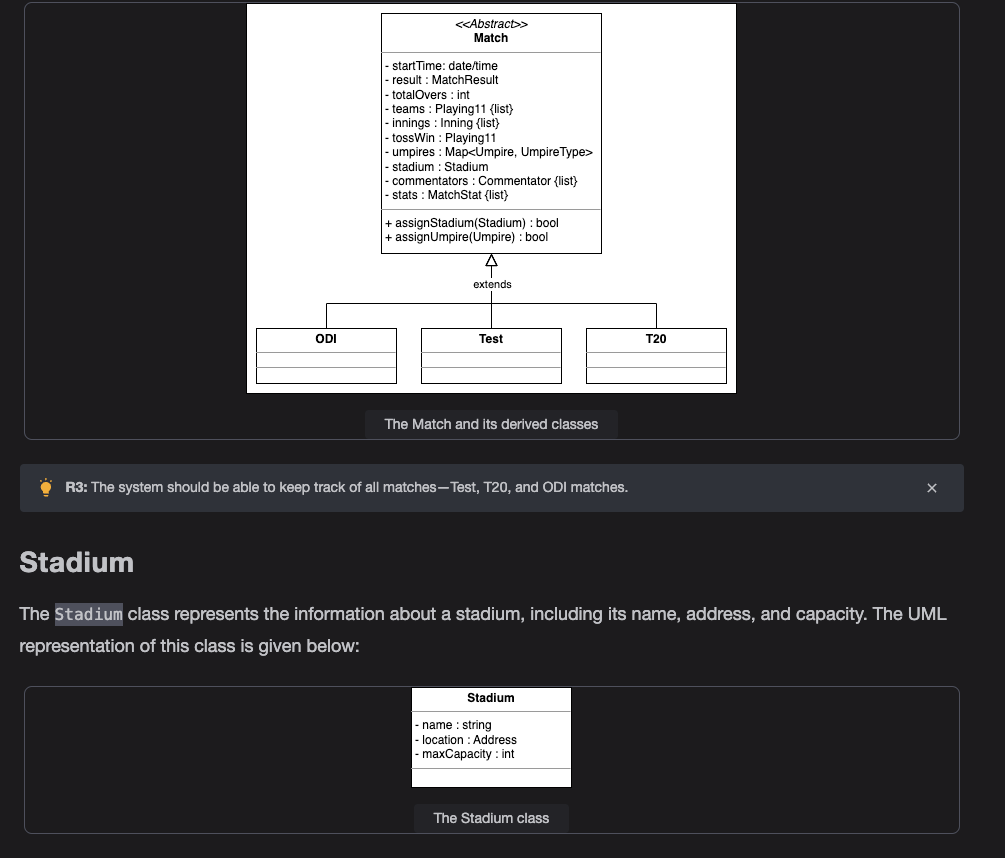 <<Abstract>>
Match
- startTime: date/time
- result : MatchResult
- totalOvers : int
- teams : Playing11 {list}
- innings : Inning {list}
- tossWin : Playing11
- umpires : Map<Umpire, UmpireType>
- stadium : Stadium
- commentators : Commentator {list}
- stats : MatchStat {list}
+ assignStadium(Stadium) : bool
+ assignUmpire(Umpire) : bool
extends
ODI Test T20
The Match and its derived classes
R3: The system should be able to keep track of all matches—Test, T20, and ODI matches.
Stadium
The Stadium class represents the information about a stadium, including its name, address, and capacity. The UML
representation of this class is given below:
Stadium
- name : string
- location : Address
- maxCapacity : int
The Stadium class